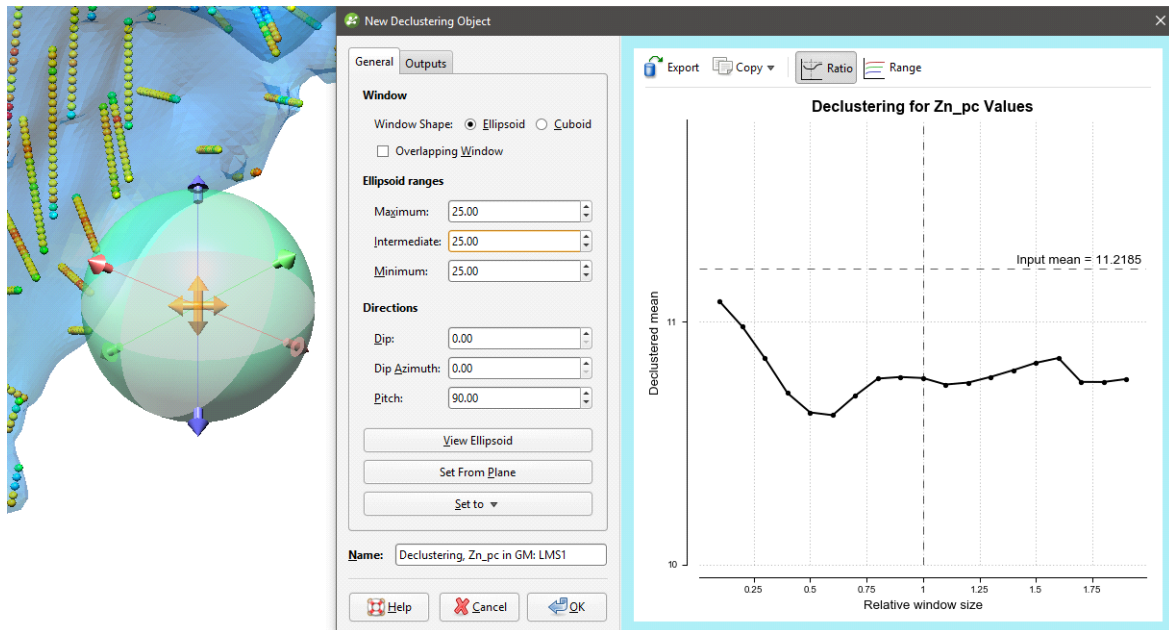 New Declustering Object
General Outputs
Window
Window Shape: Ellipsoid Cuboid
Overlapping Window
Ellipsoid ranges
Maximum: 25.00
Intermediate: 25.00
Minimum: 25.00
Directions
Dip: 0.00
Dip Azimuth: 0.00
Pitch: 90.00
View Ellipsoid
Set From Plane
Set to
Name: Declustering, Zn_pc in GM: LMS1
Help Cancel OK
Export Copy Ratio Range
Declustering for Zn_pc Values
Input mean = 11.2185
Declustered mean
11
10
0.25 0.5 0.75 1 1.25 1.5 1.75
Relative window size